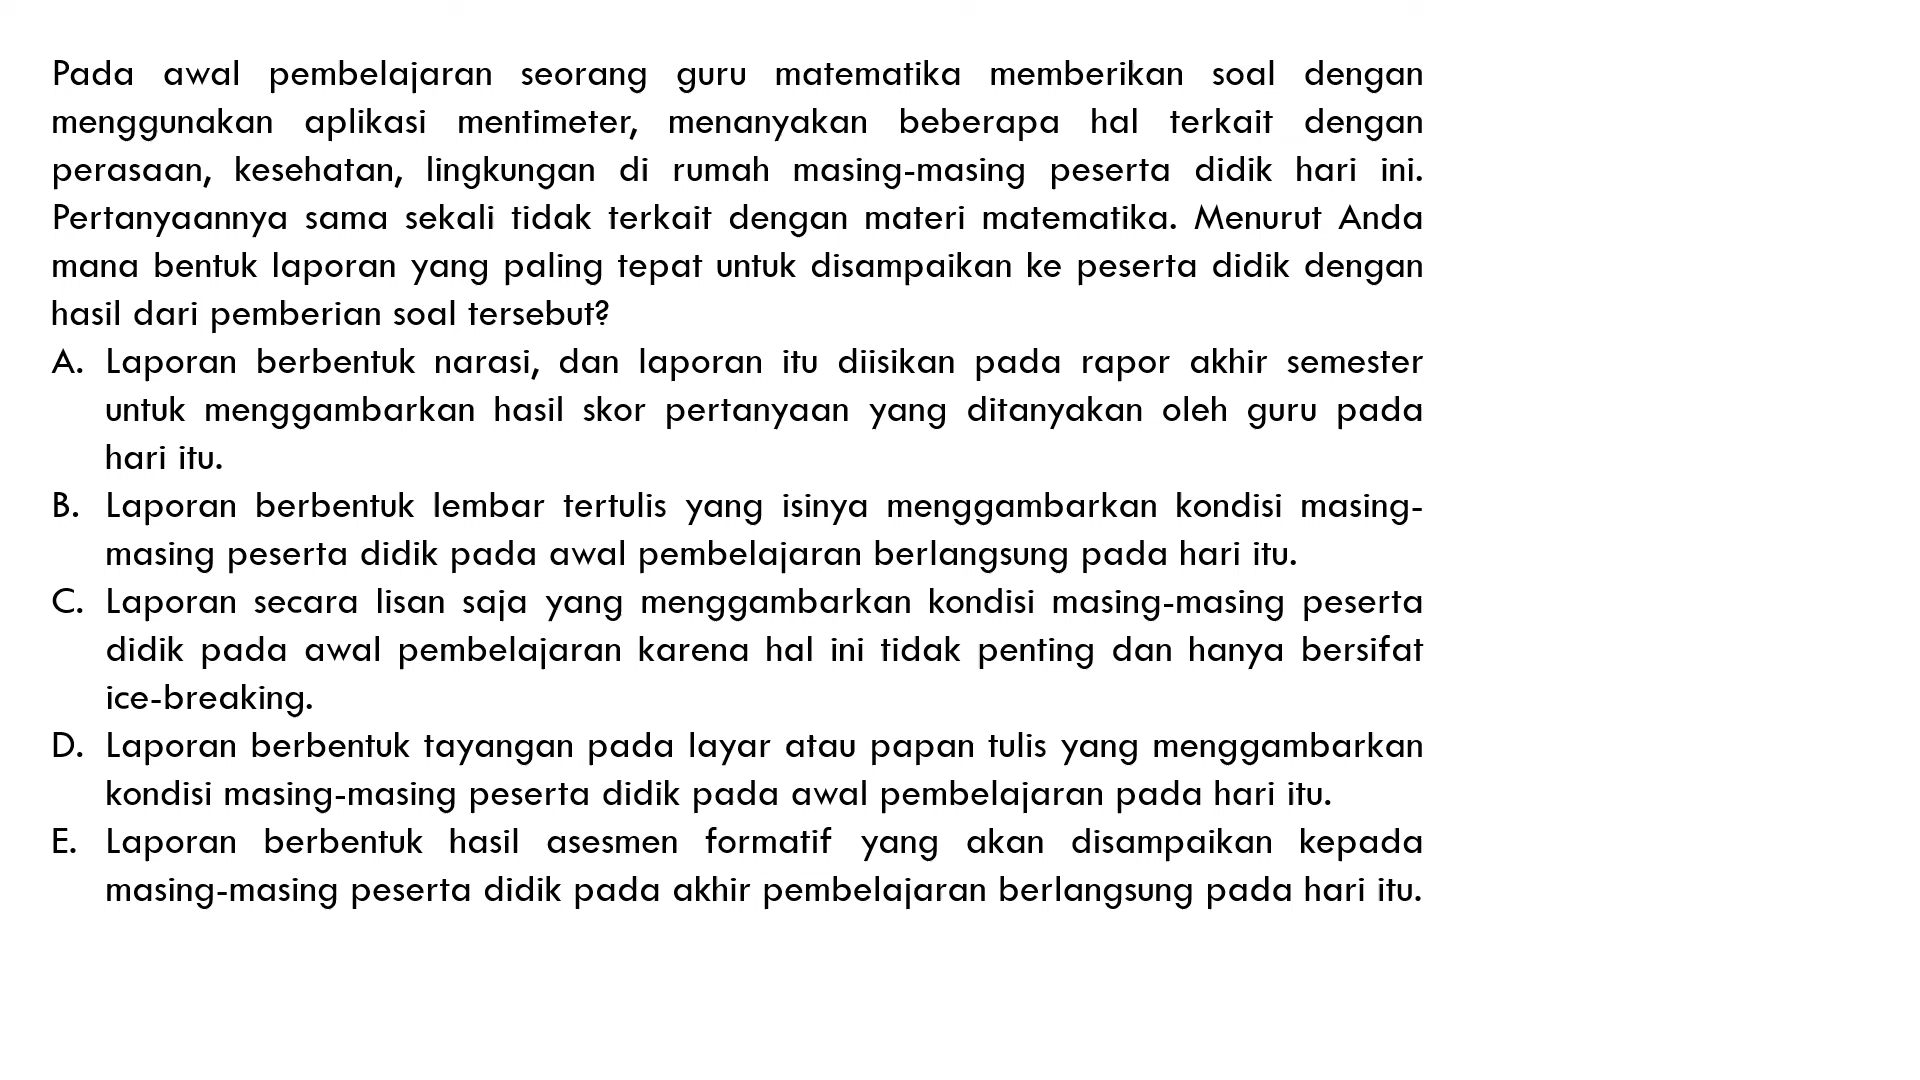 Pada awal pembelajaran seorang guru matematika memberikan soal dengan
menggunakan aplikasi mentimeter, menanyakan beberapa hal terkait dengan
perasaan, kesehatan, lingkungan di rumah masing-masing peserta didik hari ini.
Pertanyaannya sama sekali tidak terkait dengan materi matematika. Menurut Anda
mana bentuk laporan yang paling tepat untuk disampaikan ke peserta didik dengan
hasil dari pemberian soal tersebut?
A. Laporan berbentuk narasi, dan laporan itu diisikan pada rapor akhir semester
untuk menggambarkan hasil skor pertanyaan yang ditanyakan oleh guru pada
hari itu.
B. Laporan berbentuk lembar tertulis yang isinya menggambarkan kondisi masing-
masing peserta didik pada awal pembelajaran berlangsung pada hari itu.
C. Laporan secara lisan saja yang menggambarkan kondisi masing-masing peserta
didik pada awal pembelajaran karena hal ini tidak penting dan hanya bersifat
ice-breaking.
D. Laporan berbentuk tayangan pada layar atau papan tulis yang menggambarkan
kondisi masing-masing peserta didik pada awal pembelajaran pada hari itu.
E. Laporan berbentuk hasil asesmen formatif yang akan disampaikan kepada
masing-masing peserta didik pada akhir pembelajaran berlangsung pada hari itu.